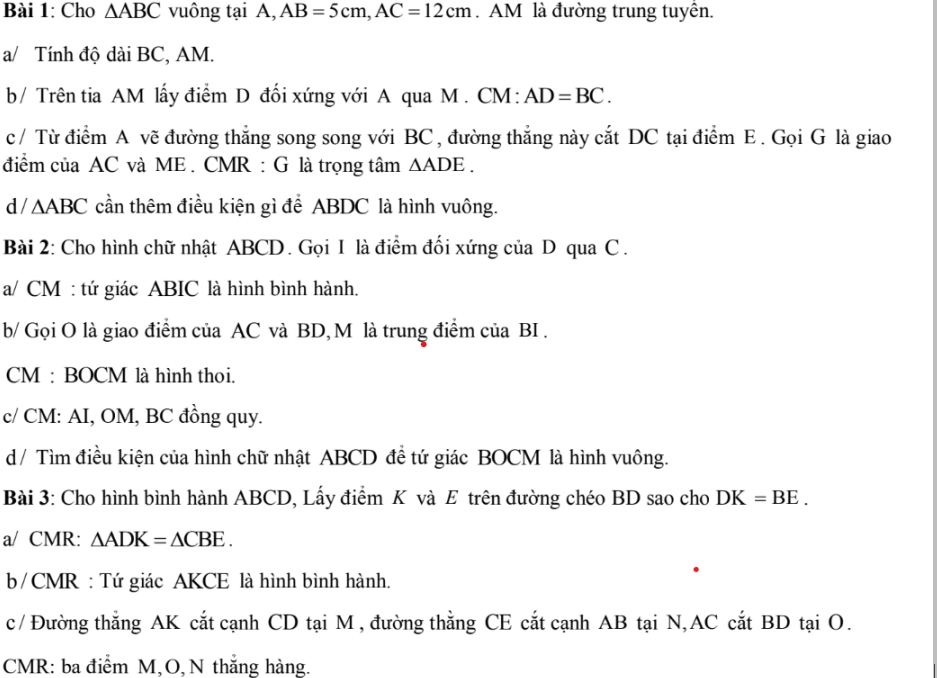 Bài 1: Cho ΔABC vuông tại A, AB = 5cm, AC = 12cm. AM là đường trung tuyến.
a/ Tính độ dài BC, AM.
b/ Trên tia AM lấy điểm D đối xứng với A qua M. CM: AD = BC.
c/ Từ điểm A vẽ đường thẳng song song với BC, đường thẳng này cắt DC tại điểm E. Gọi G là giao
điểm của AC và ME. CMR : G là trọng tâm ΔADE.
d/ ΔABC cần thêm điều kiện gì để ABDC là hình vuông.
Bài 2: Cho hình chữ nhật ABCD. Gọi I là điểm đối xứng của D qua C.
a/ CM : tứ giác ABIC là hình bình hành.
b/ Gọi O là giao điểm của AC và BD, M là trung điểm của BI.
CM : BOCM là hình thoi.
c/ CM: AI, OM, BC đồng quy.
d/ Tìm điều kiện của hình chữ nhật ABCD để tứ giác BOCM là hình vuông.
Bài 3: Cho hình bình hành ABCD, Lấy điểm K và E trên đường chéo BD sao cho DK = BE.
a/ CMR: ΔADK = ΔCBE.
b/ CMR : Tứ giác AKCE là hình bình hành.
c/ Đường thẳng AK cắt cạnh CD tại M, đường thẳng CE cắt cạnh AB tại N, AC cắt BD tại O.
CMR: ba điểm M, O, N thẳng hàng.